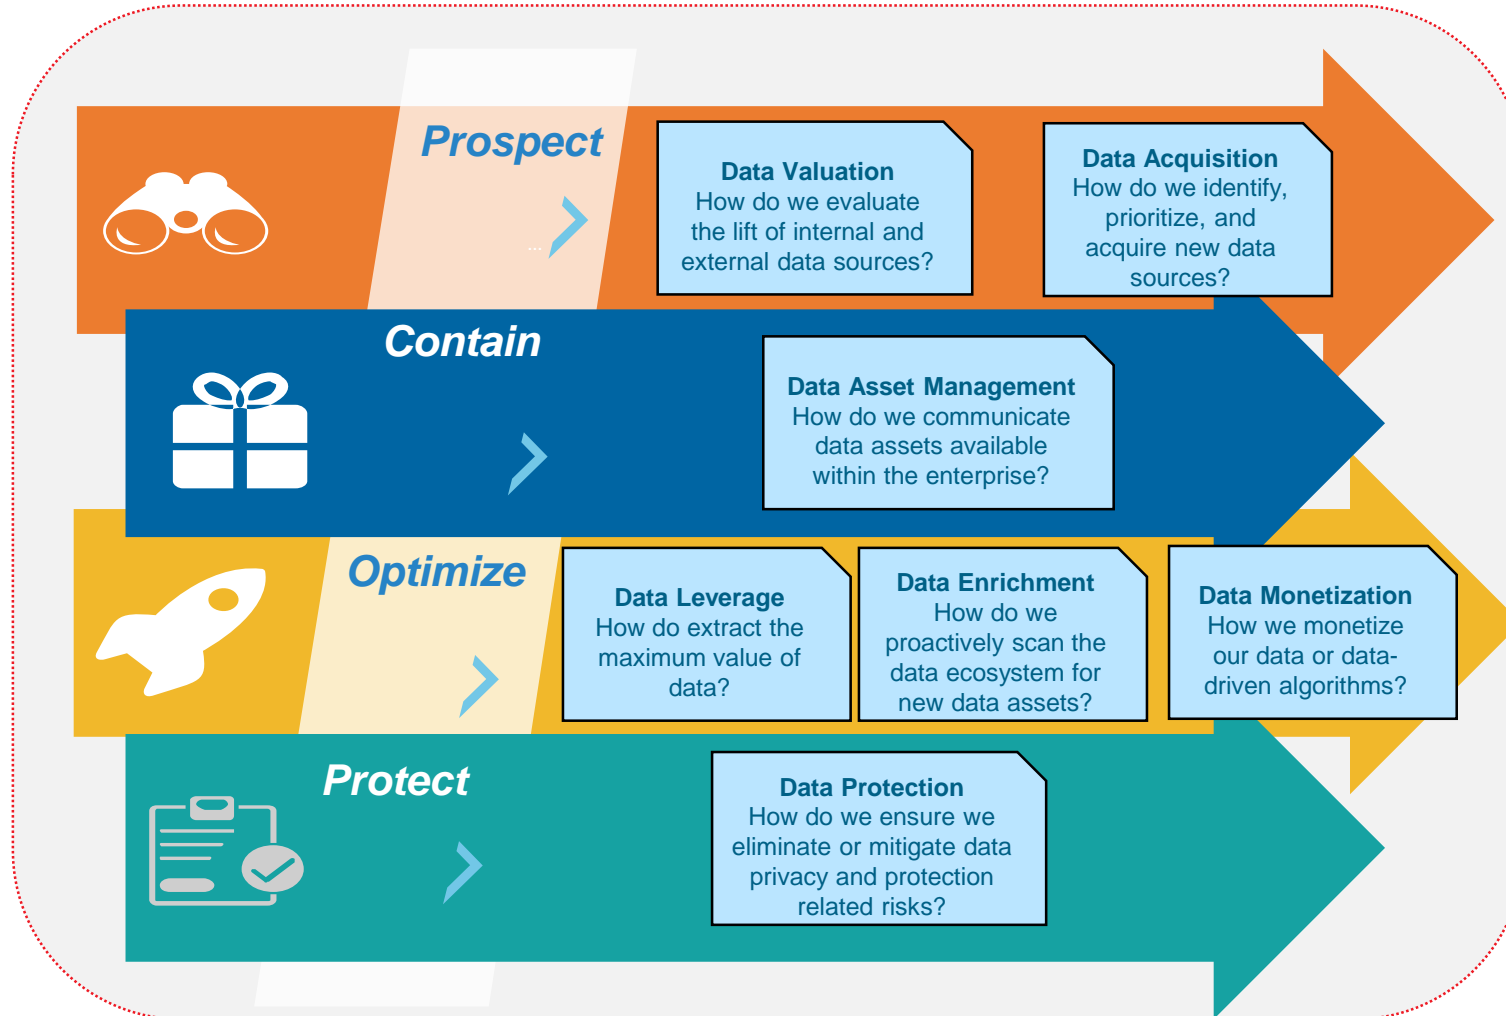 Prospect
...
Data Valuation
How do we evaluate
the lift of internal and
external data sources?
Data Acquisition
How do we identify,
prioritize, and
acquire new data
sources?
Contain
Data Asset Management
How do we communicate
data assets available
within the enterprise?
Optimize
Data Leverage
How do extract the
maximum value of
data?
Data Enrichment
How do we
proactively scan the
data ecosystem for
new data assets?
Data Monetization
How we monetize
our data or data-
driven algorithms?
Protect
Data Protection
How do we ensure we
eliminate or mitigate data
privacy and protection
related risks?